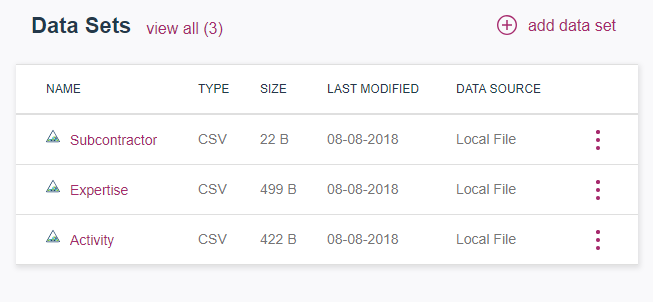 Data Sets view all (3) add data set
NAME TYPE SIZE LAST MODIFIED DATA SOURCE
Subcontractor CSV 22 B 08-08-2018 Local File
Expertise CSV 499 B 08-08-2018 Local File
Activity CSV 422 B 08-08-2018 Local File